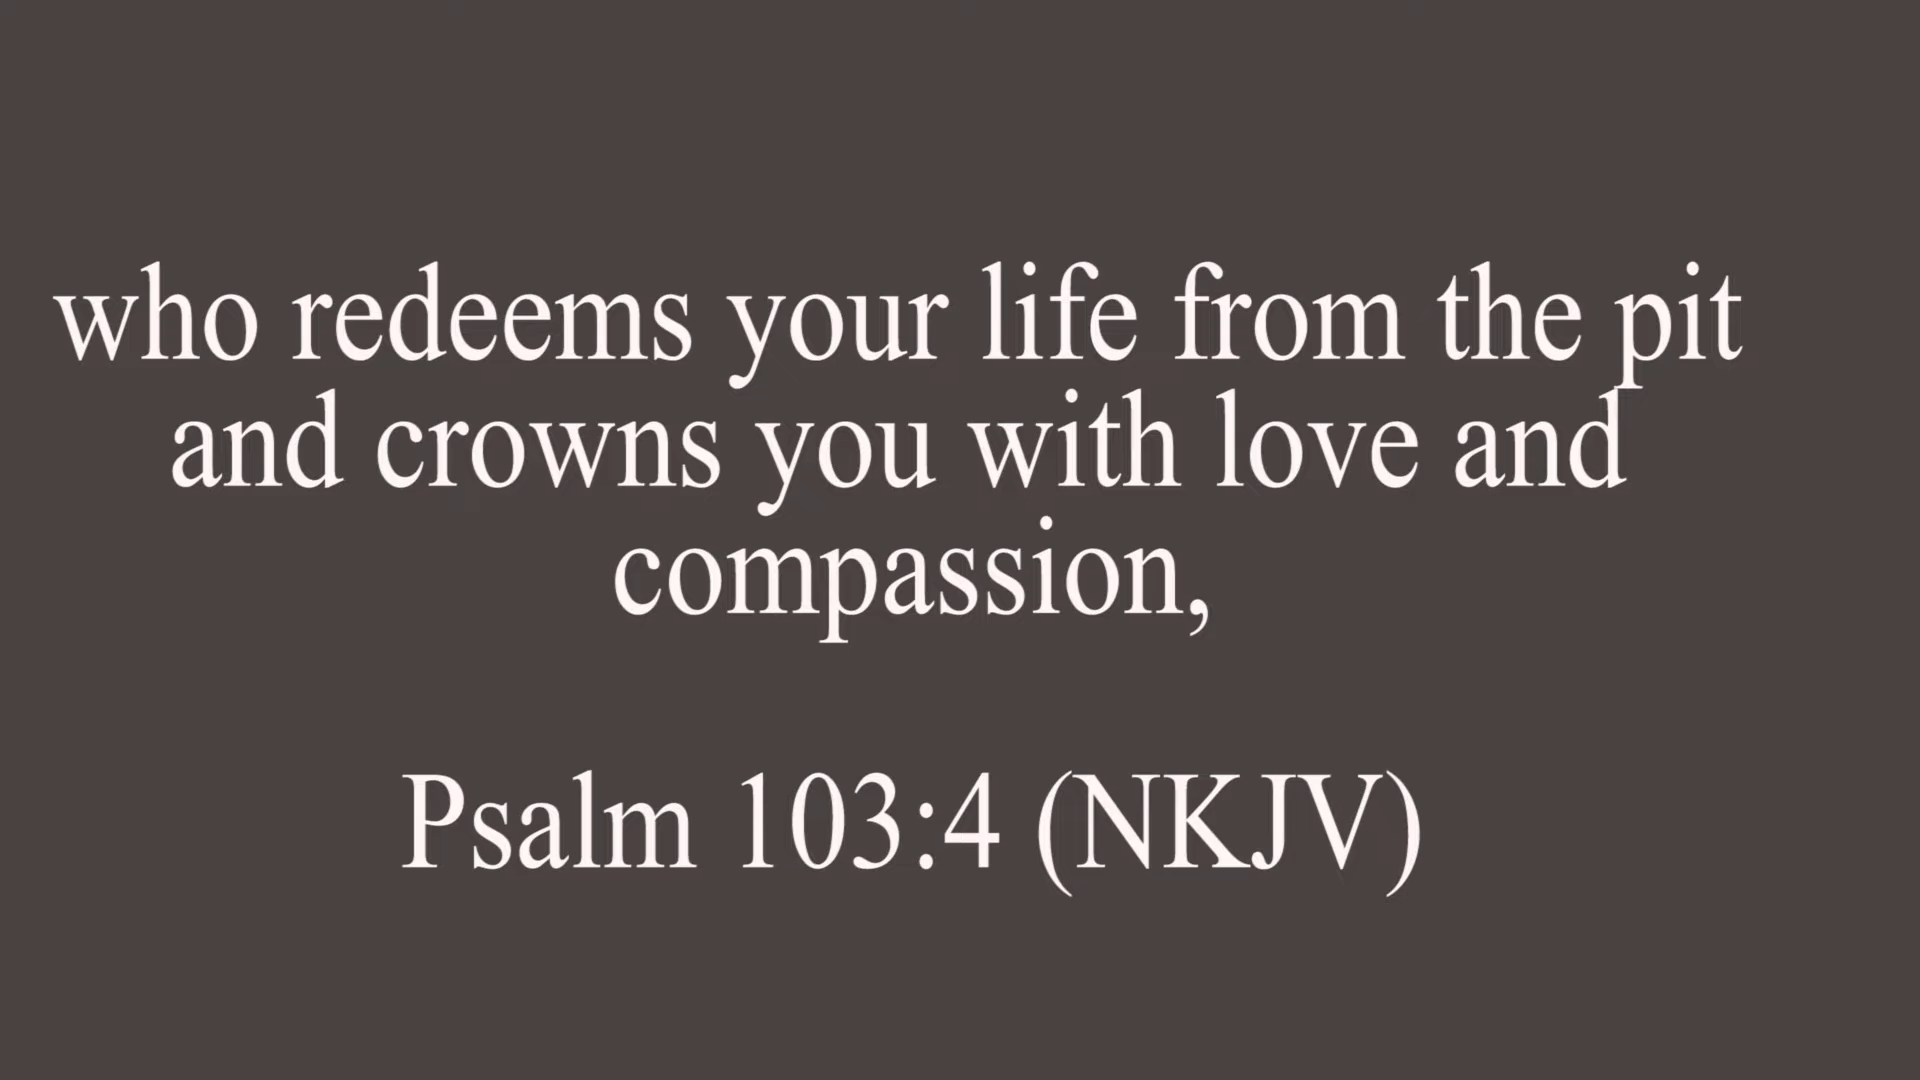 who redeems your life from the pit
and crowns you with love and
compassion,
Psalm 103:4 (NKJV)